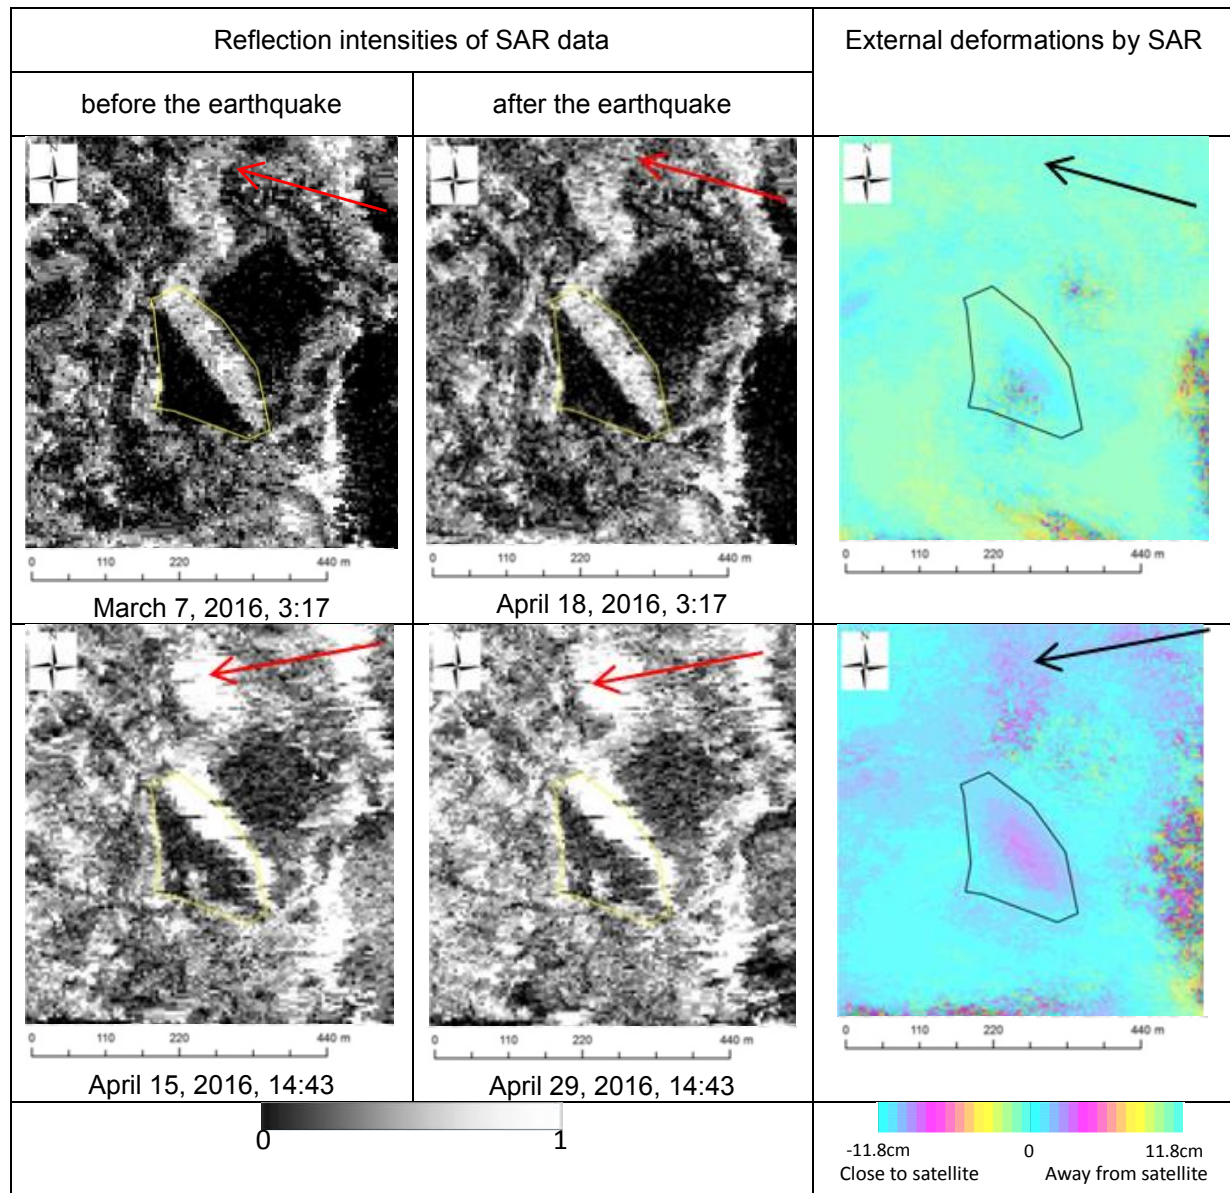 Reflection intensities of SAR data
External deformations by SAR
before the earthquake
after the earthquake
N
N
N
0 110 220 440 m
0 110 220 440 m
0 110 220 440 m
March 7, 2016, 3:17
April 18, 2016, 3:17
N
N
N
0 110 220 440 m
0 110 220 440 m
0 110 220 440 m
April 15, 2016, 14:43
April 29, 2016, 14:43
0 1
-11.8cm 0 11.8cm
Close to satellite Away from satellite